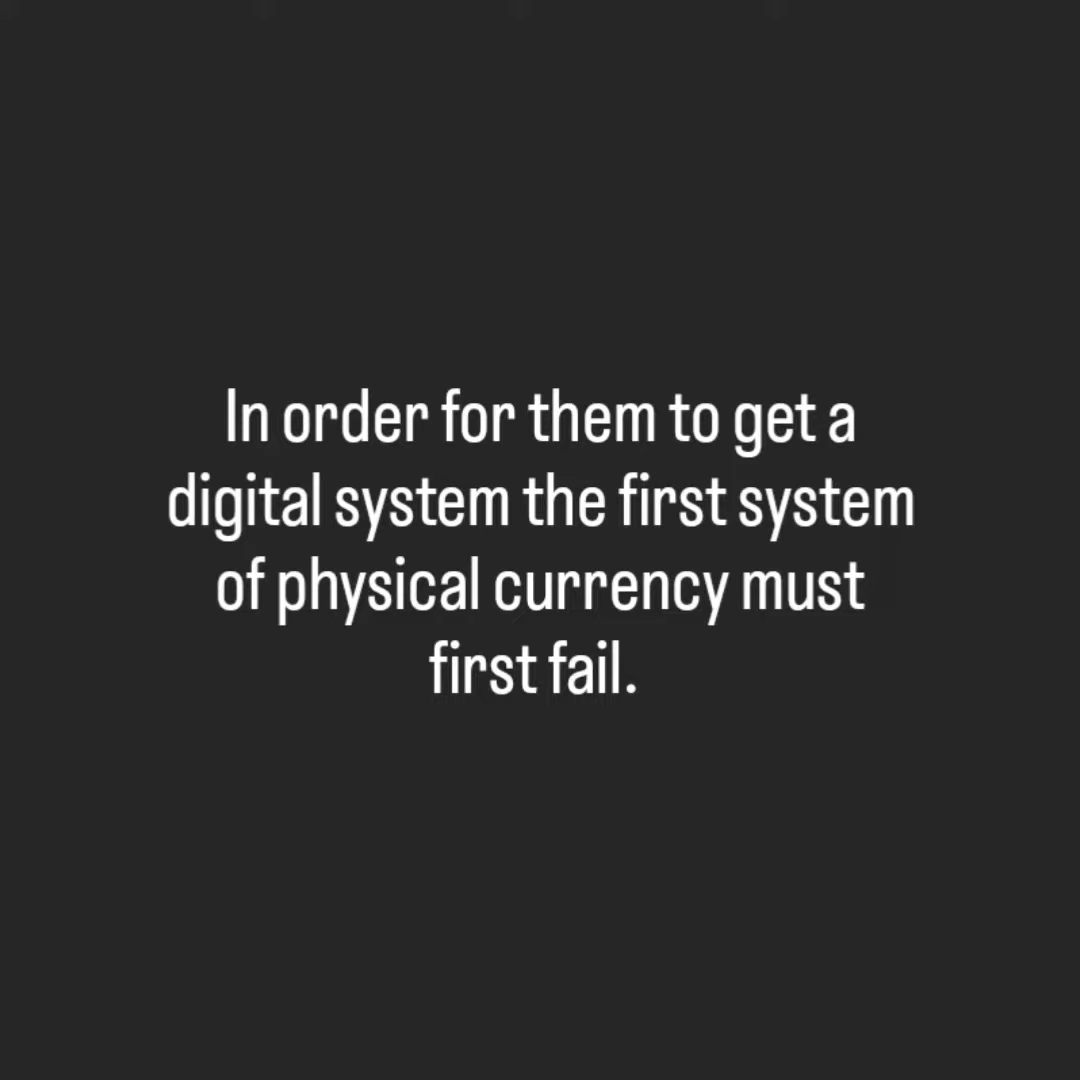 In order for them to get a
digital system the first system
of physical currency must
first fail.